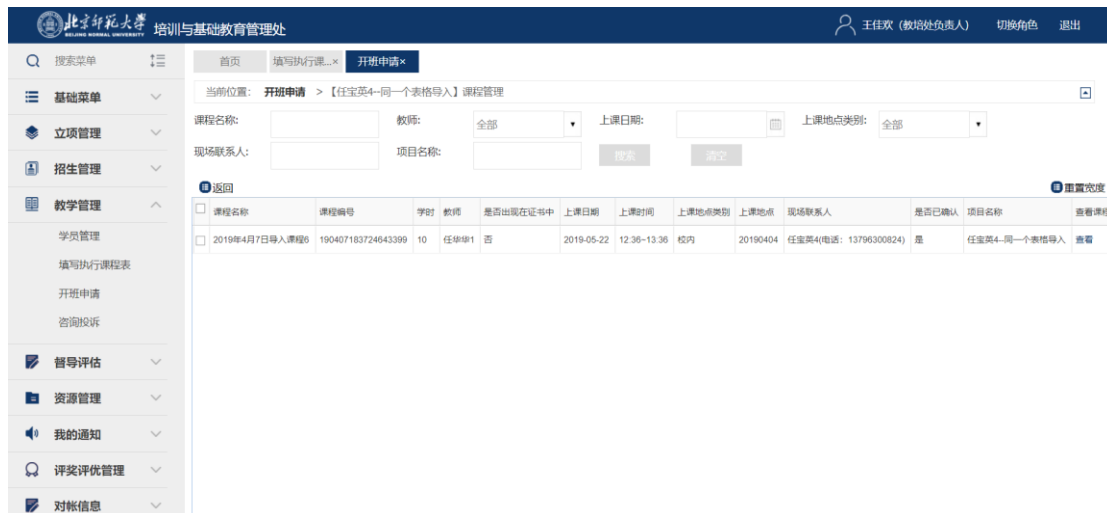 北京师范大学 培训与基础教育管理处 王佳欢（教培处负责人） 切换角色 退出
BEIJING NORMAL UNIVERSITY
搜索菜单
首页 填写执行课...× 开班申请×
基础菜单
立项管理
招生管理
教学管理
学员管理
填写执行课程表
开班申请
咨询投诉
督导评估
资源管理
我的通知
评奖评优管理
对帐信息
当前位置: 开班申请 > 【任宝英4--同一个表格导入】课程管理
课程名称: 教师: 全部 上课日期: 上课地点类别: 全部
现场联系人: 项目名称: 搜索 清空
返回 重置宽度
课程名称 课程编号 学时 教师 是否出现在证书中 上课日期 上课时间 上课地点类别 上课地点 现场联系人 是否已确认 项目名称 查看课程
2019年4月7日导入课程6 190407183724643399 10 任华华1 否 2019-05-22 12:36~13:36 校内 20190404 任宝英4(电话：13796300824) 是 任宝英4--同一个表格导入 查看